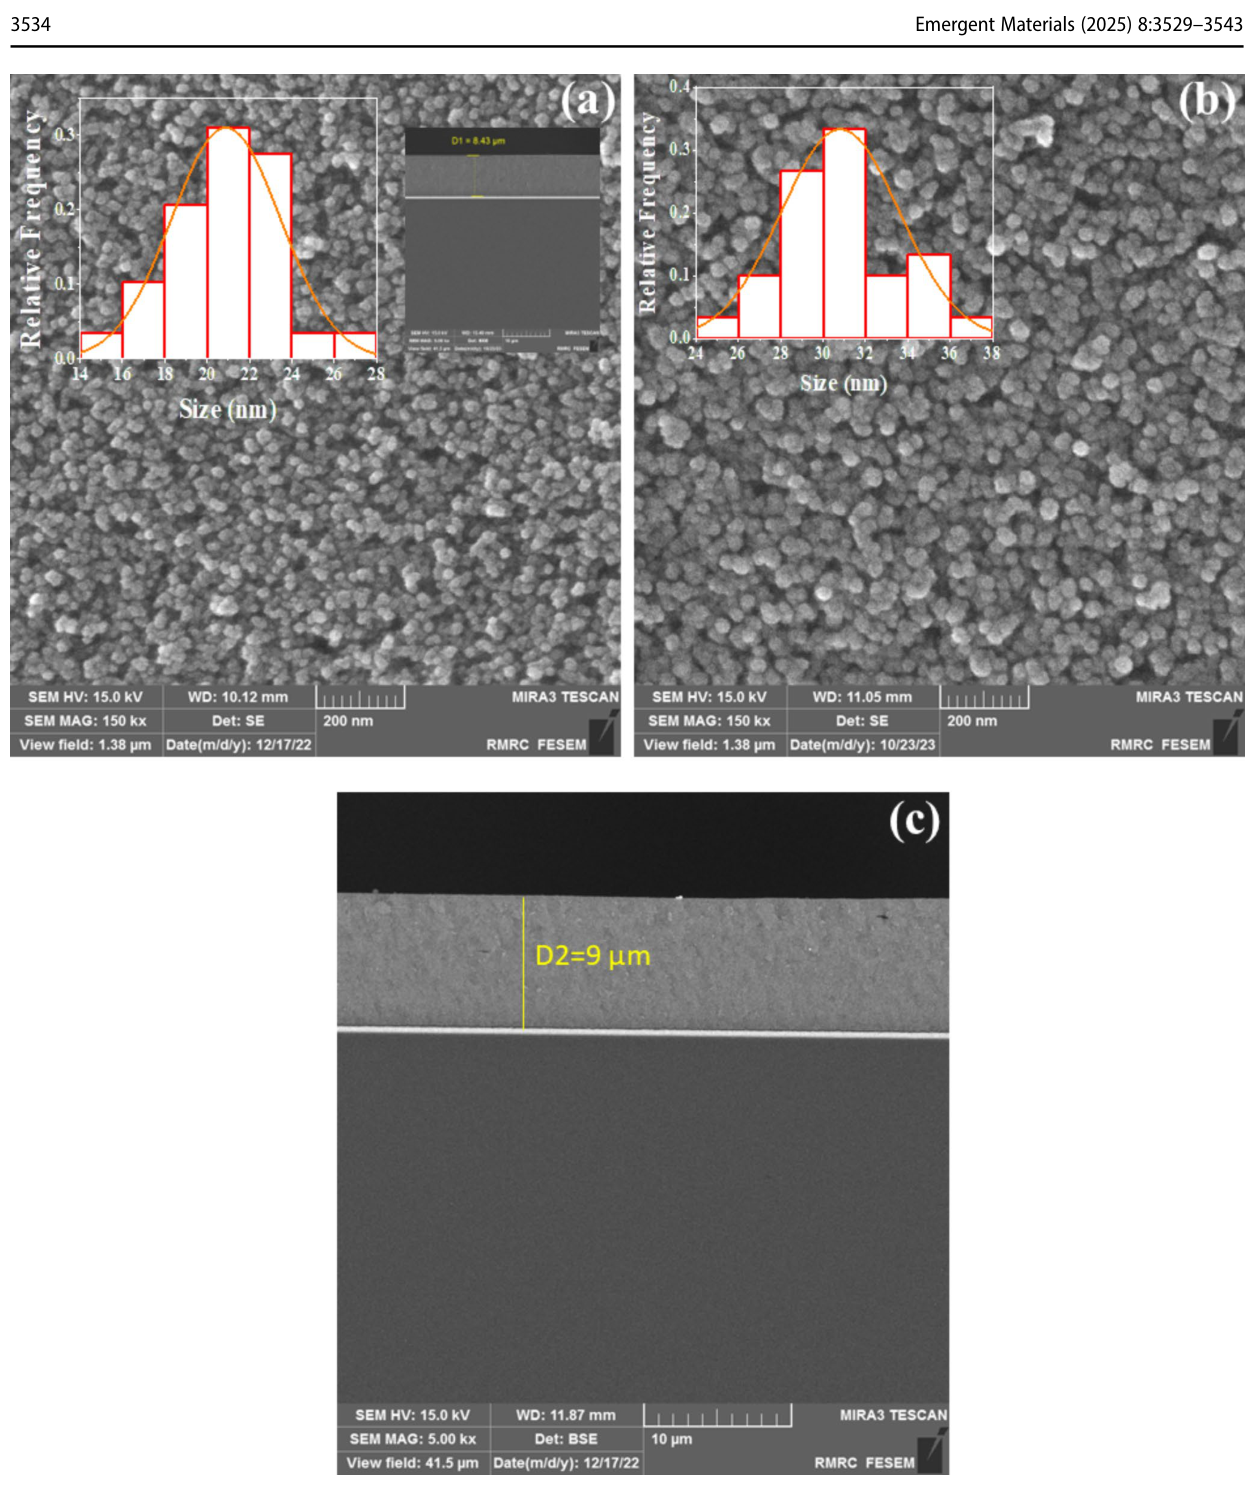 3534
Emergent Materials (2025) 8:3529–3543
(a)
Relative Frequency
0.3
0.2
0.1
0.0
14 16 18 20 22 24 26 28
Size (nm)
D1 = 8.43 µm
SEM HV: 15.0 kV WD: 10.12 mm MIRA3 TESCAN
SEM MAG: 150 kx Det: SE 200 nm
View field: 1.38 µm Date(m/d/y): 12/17/22 RMRC FESEM
(b)
Relative Frequency
0.4
0.3
0.2
0.1
0.0
24 26 28 30 32 34 36 38
Size (nm)
SEM HV: 15.0 kV WD: 11.05 mm MIRA3 TESCAN
SEM MAG: 150 kx Det: SE 200 nm
View field: 1.38 µm Date(m/d/y): 10/23/23 RMRC FESEM
(c)
D2=9 µm
SEM HV: 15.0 kV WD: 11.87 mm MIRA3 TESCAN
SEM MAG: 5.00 kx Det: BSE 10 µm
View field: 41.5 µm Date(m/d/y): 12/17/22 RMRC FESEM